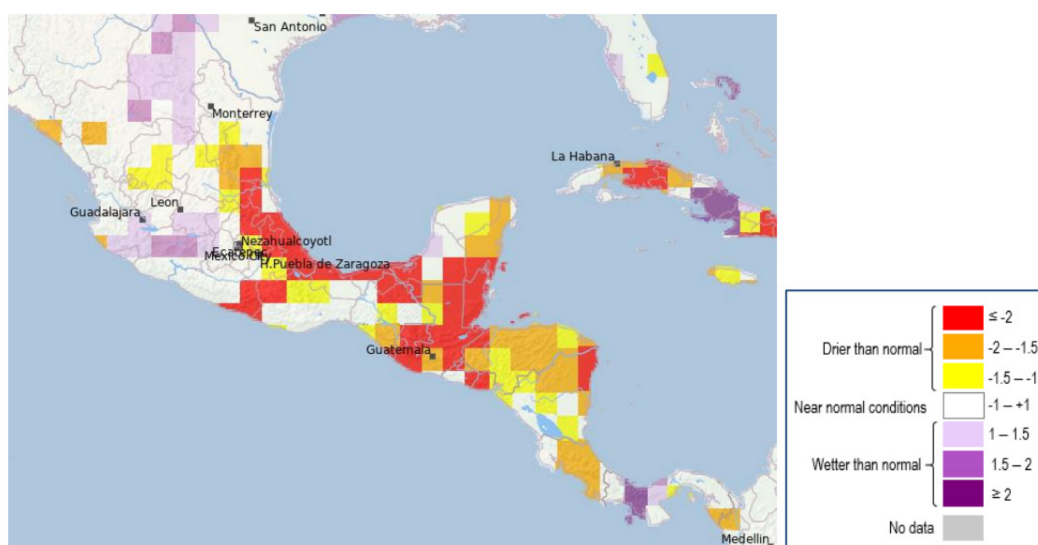 San Antonio
Monterrey
La Habana
Leon
Guadalajara
Nezahualcoyotl
Ecatepec
Mexico City
H.Puebla de Zaragoza
Guatemala
Medellin
≤ -2
Drier than normal
-2 – -1.5
-1.5 – -1
Near normal conditions
-1 – +1
1 – 1.5
Wetter than normal
1.5 – 2
≥ 2
No data